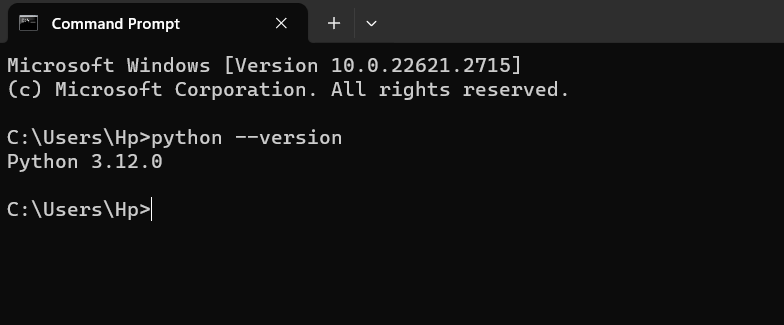 Command Prompt
Microsoft Windows [Version 10.0.22621.2715]
(c) Microsoft Corporation. All rights reserved.
C:\Users\Hp>python --version
Python 3.12.0
C:\Users\Hp>